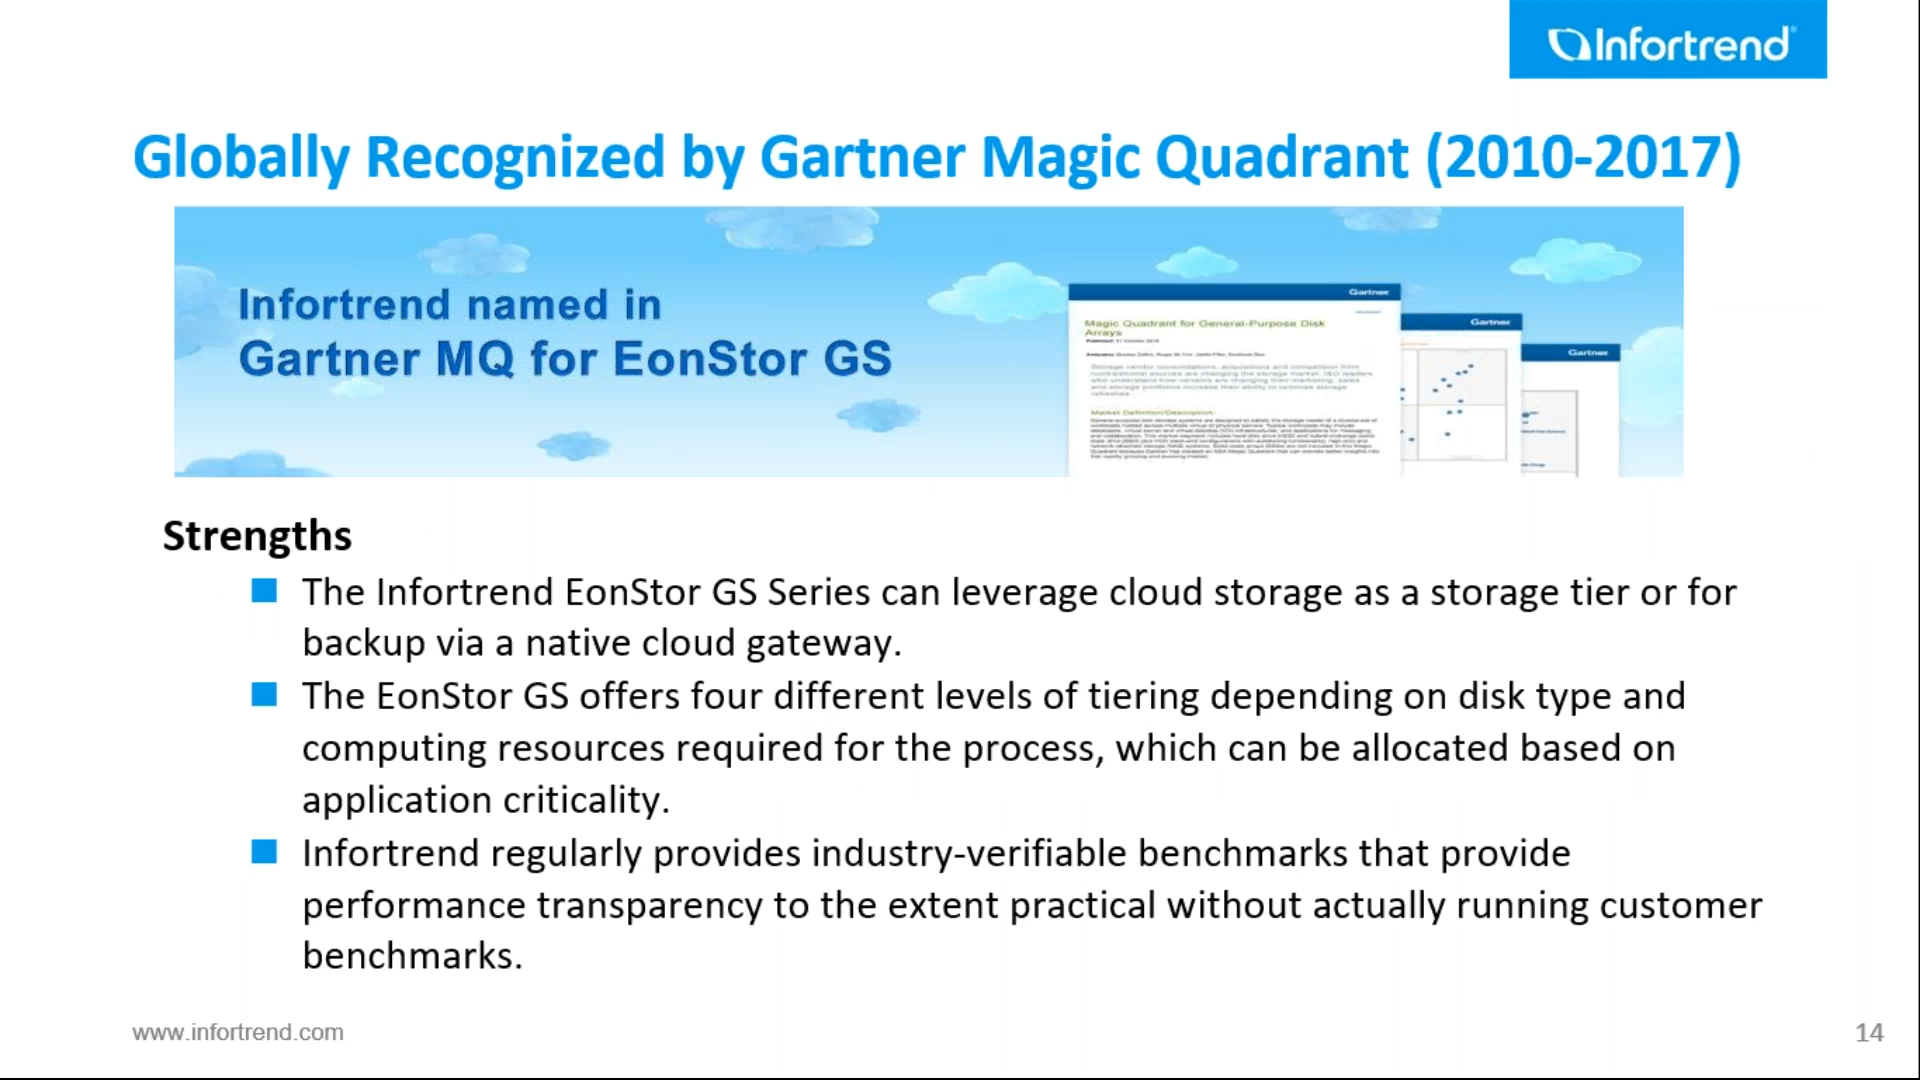 Infortrend
Globally Recognized by Gartner Magic Quadrant (2010-2017)
Infortrend named in
Gartner MQ for EonStor GS
Gartner
Magic Quadrant for General-Purpose Disk
Arrays
Gartner
Gartner
Strengths
The Infortrend EonStor GS Series can leverage cloud storage as a storage tier or for
backup via a native cloud gateway.
The EonStor GS offers four different levels of tiering depending on disk type and
computing resources required for the process, which can be allocated based on
application criticality.
Infortrend regularly provides industry-verifiable benchmarks that provide
performance transparency to the extent practical without actually running customer
benchmarks.
www.infortrend.com
14